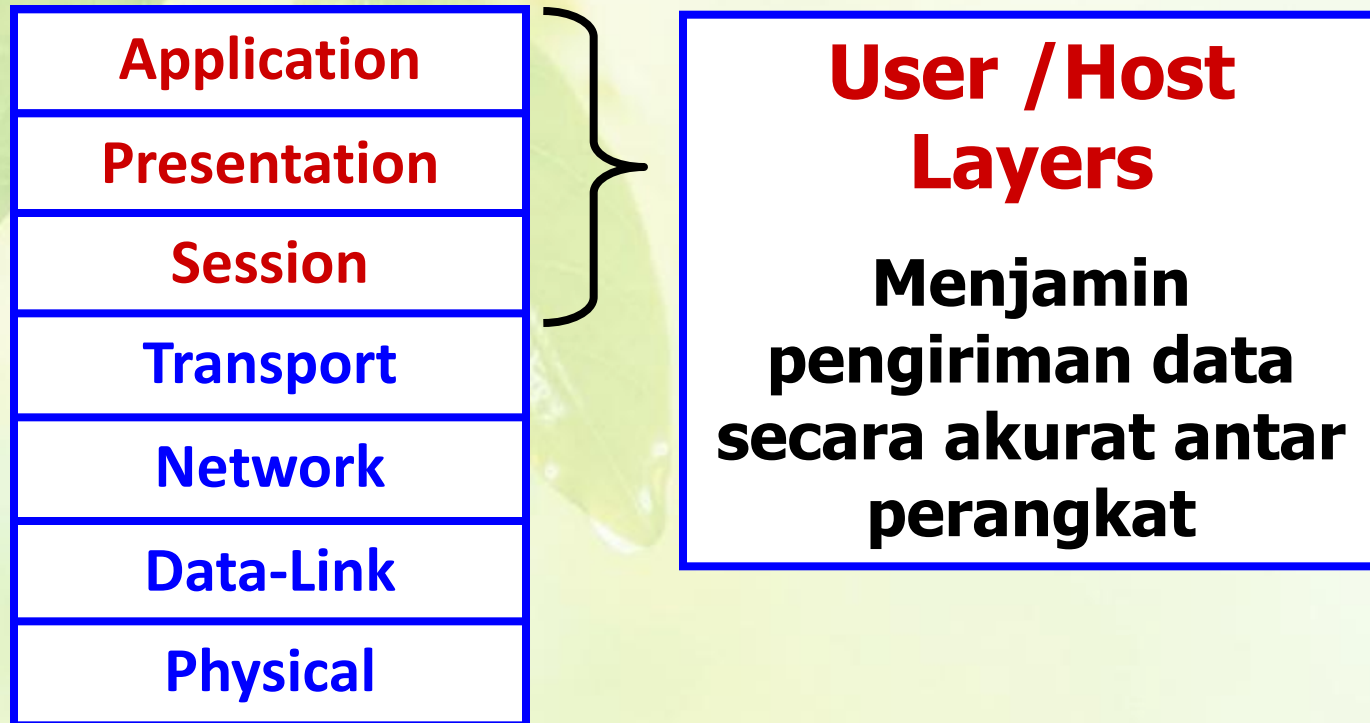 Application
Presentation
Session
Transport
Network
Data-Link
Physical
User /Host
Layers
Menjamin
pengiriman data
secara akurat antar
perangkat